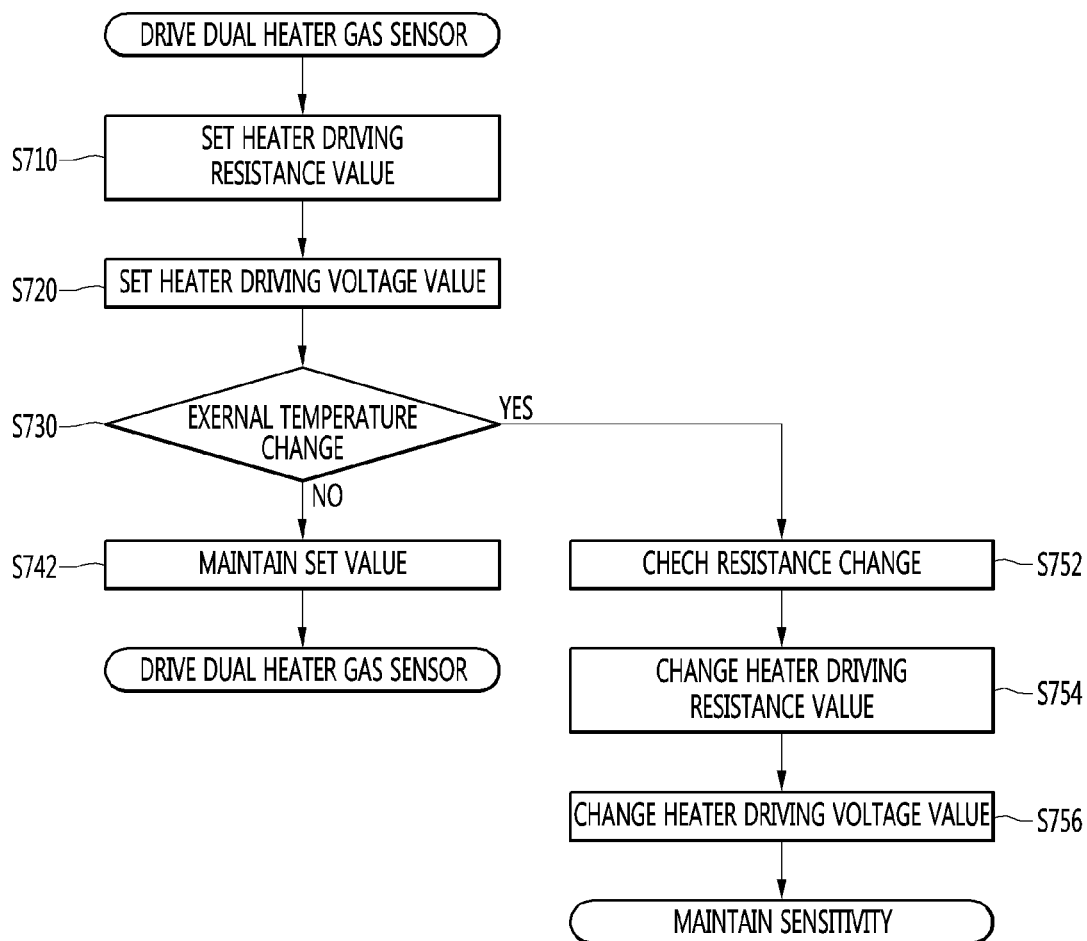 DRIVE DUAL HEATER GAS SENSOR
S710
SET HEATER DRIVING
RESISTANCE VALUE
S720
SET HEATER DRIVING VOLTAGE VALUE
S730
EXERNAL TEMPERATURE
CHANGE
YES
NO
S742
MAINTAIN SET VALUE
DRIVE DUAL HEATER GAS SENSOR
CHECH RESISTANCE CHANGE
S752
CHANGE HEATER DRIVING
RESISTANCE VALUE
S754
CHANGE HEATER DRIVING VOLTAGE VALUE
S756
MAINTAIN SENSITIVITY